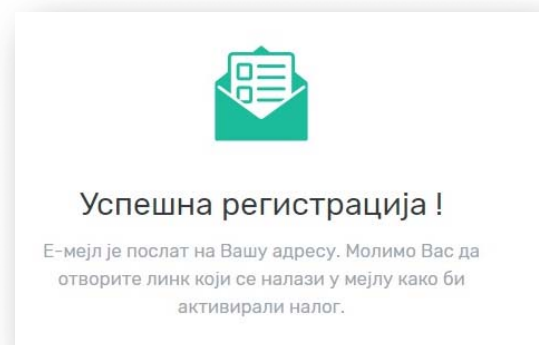 Успешна регистрација !
Е-мејл је послат на Вашу адресу. Молимо Вас да
отворите линк који се налази у мејлу како би
активирали налог.